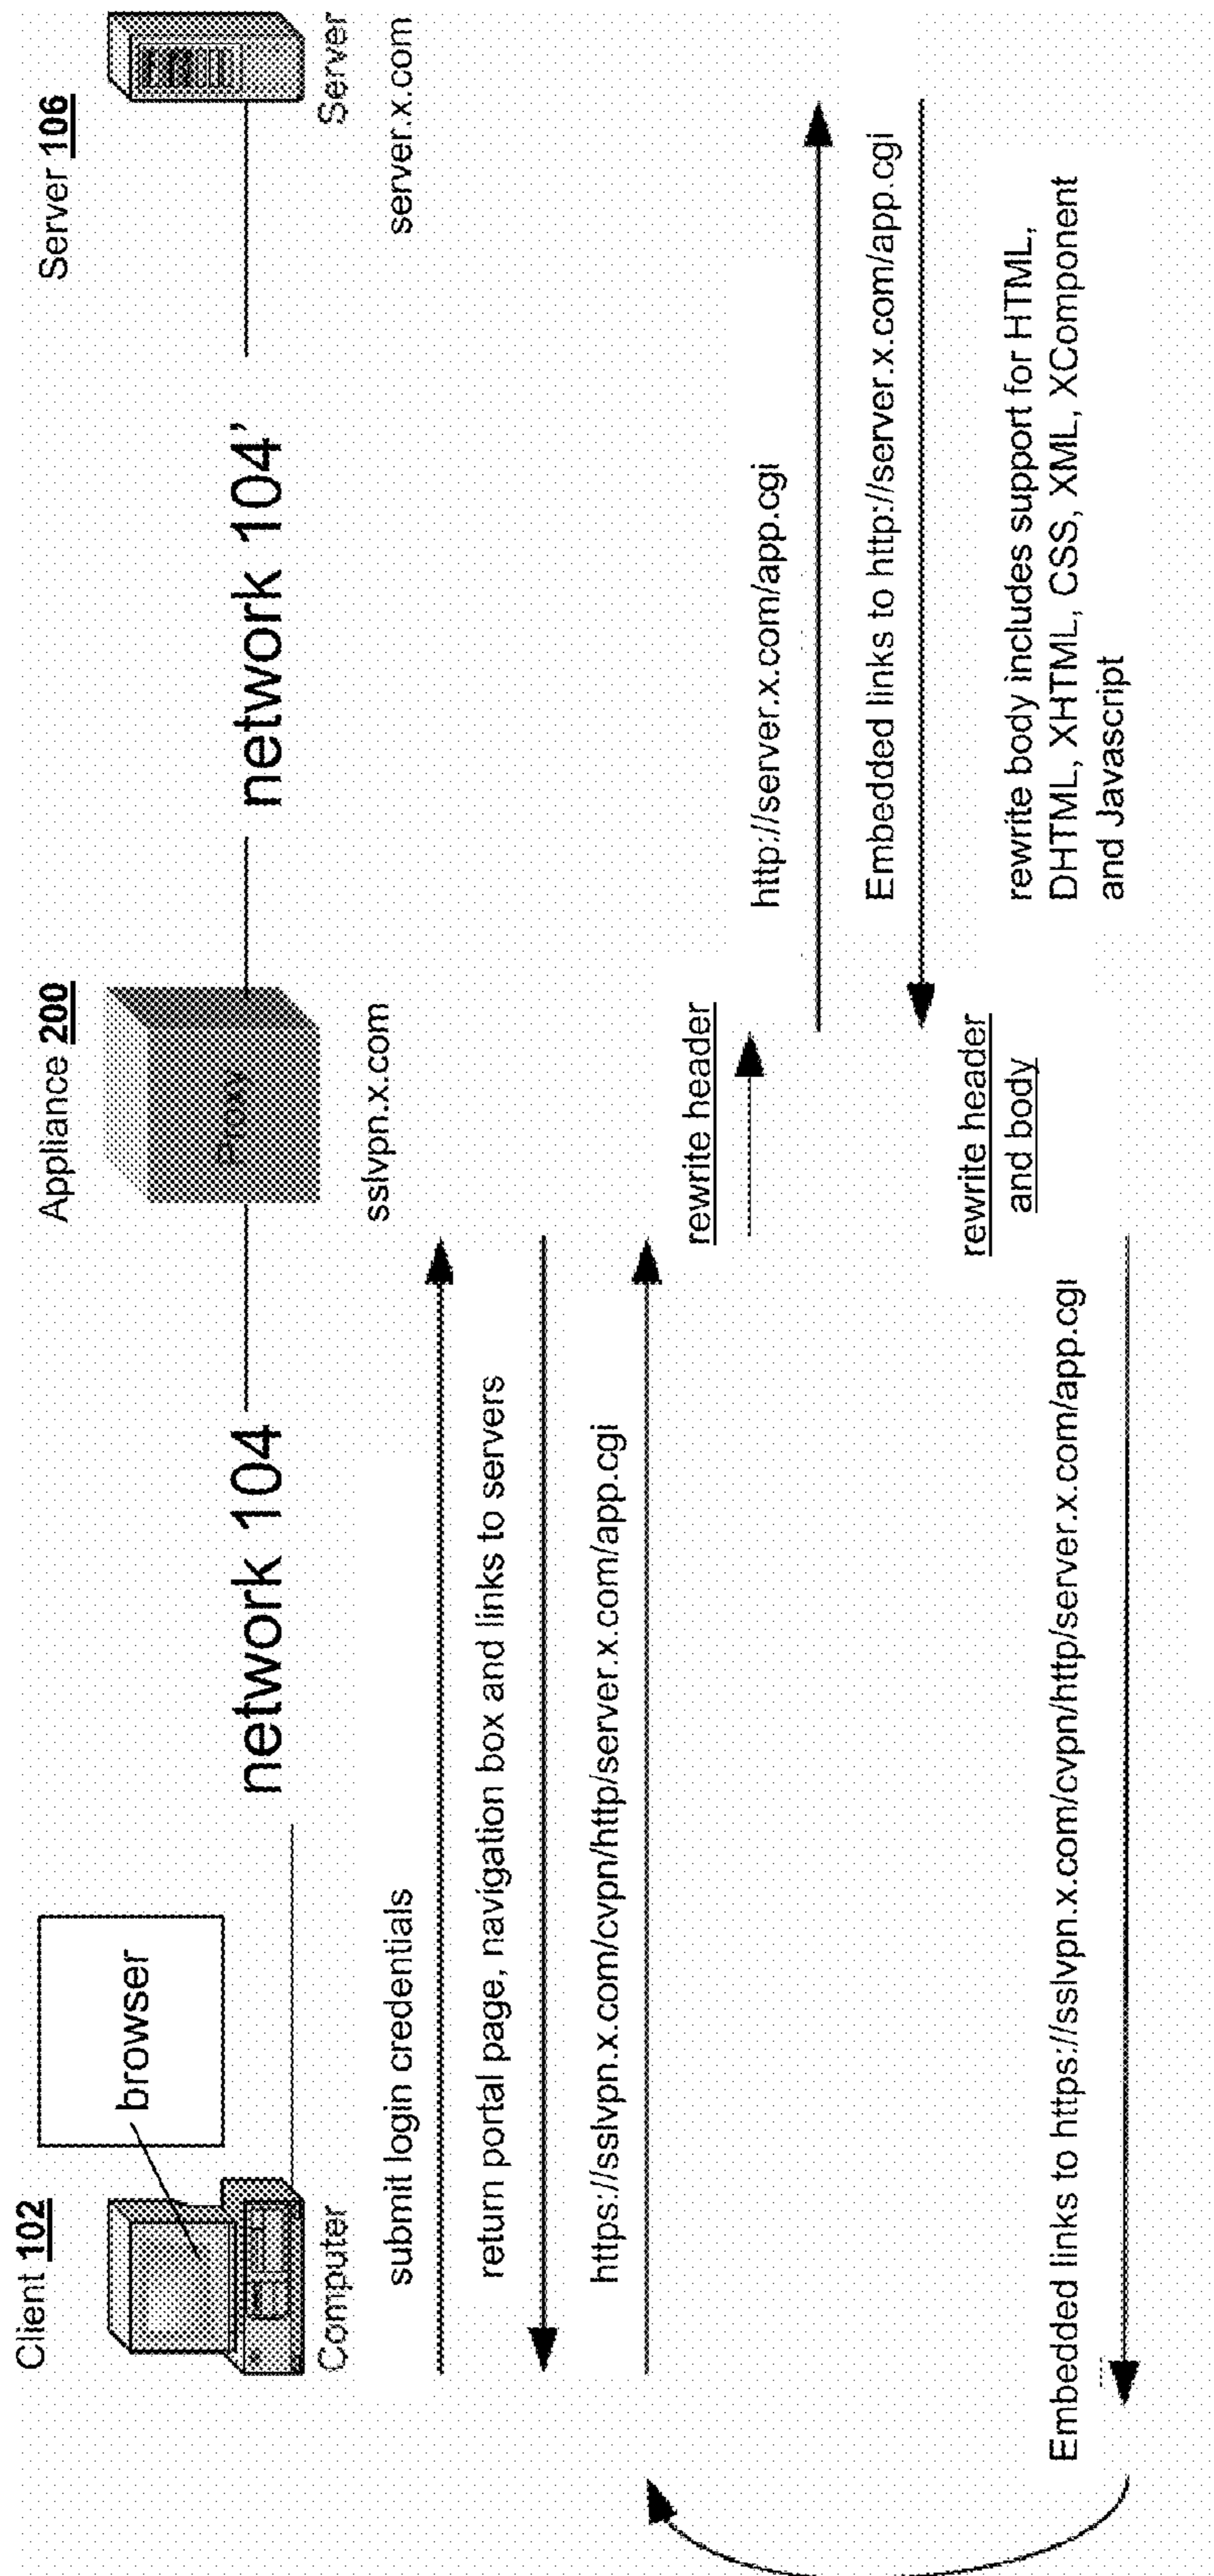 Client 102
Appliance 200
Server 106
browser
Proxy
network 104
network 104’
Computer
sslvpn.x.com
Server
server.x.com
submit login credentials
return portal page, navigation box and links to servers
https://sslvpn.x.com/cvpn/http/server.x.com/app.cgi
rewrite header
http://server.x.com/app.cgi
Embedded links to http://server.x.com/app.cgi
rewrite header
and body
rewrite body includes support for HTML,
DHTML, XHTML, CSS, XML, XComponent
and Javascript
Embedded links to https://sslvpn.x.com/cvpn/http/server.x.com/app.cgi